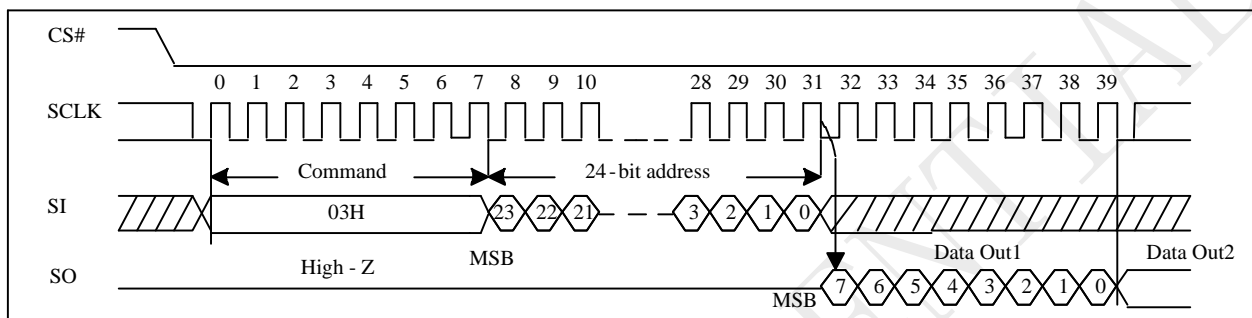 CS#
0 1 2 3 4 5 6 7 8 9 10 28 29 30 31 32 33 34 35 36 37 38 39
SCLK
Command 24-bit address
SI 03H 23 22 21 3 2 1 0
MSB Data Out1 Data Out2
High - Z
SO MSB 7 6 5 4 3 2 1 0
ENTIAL